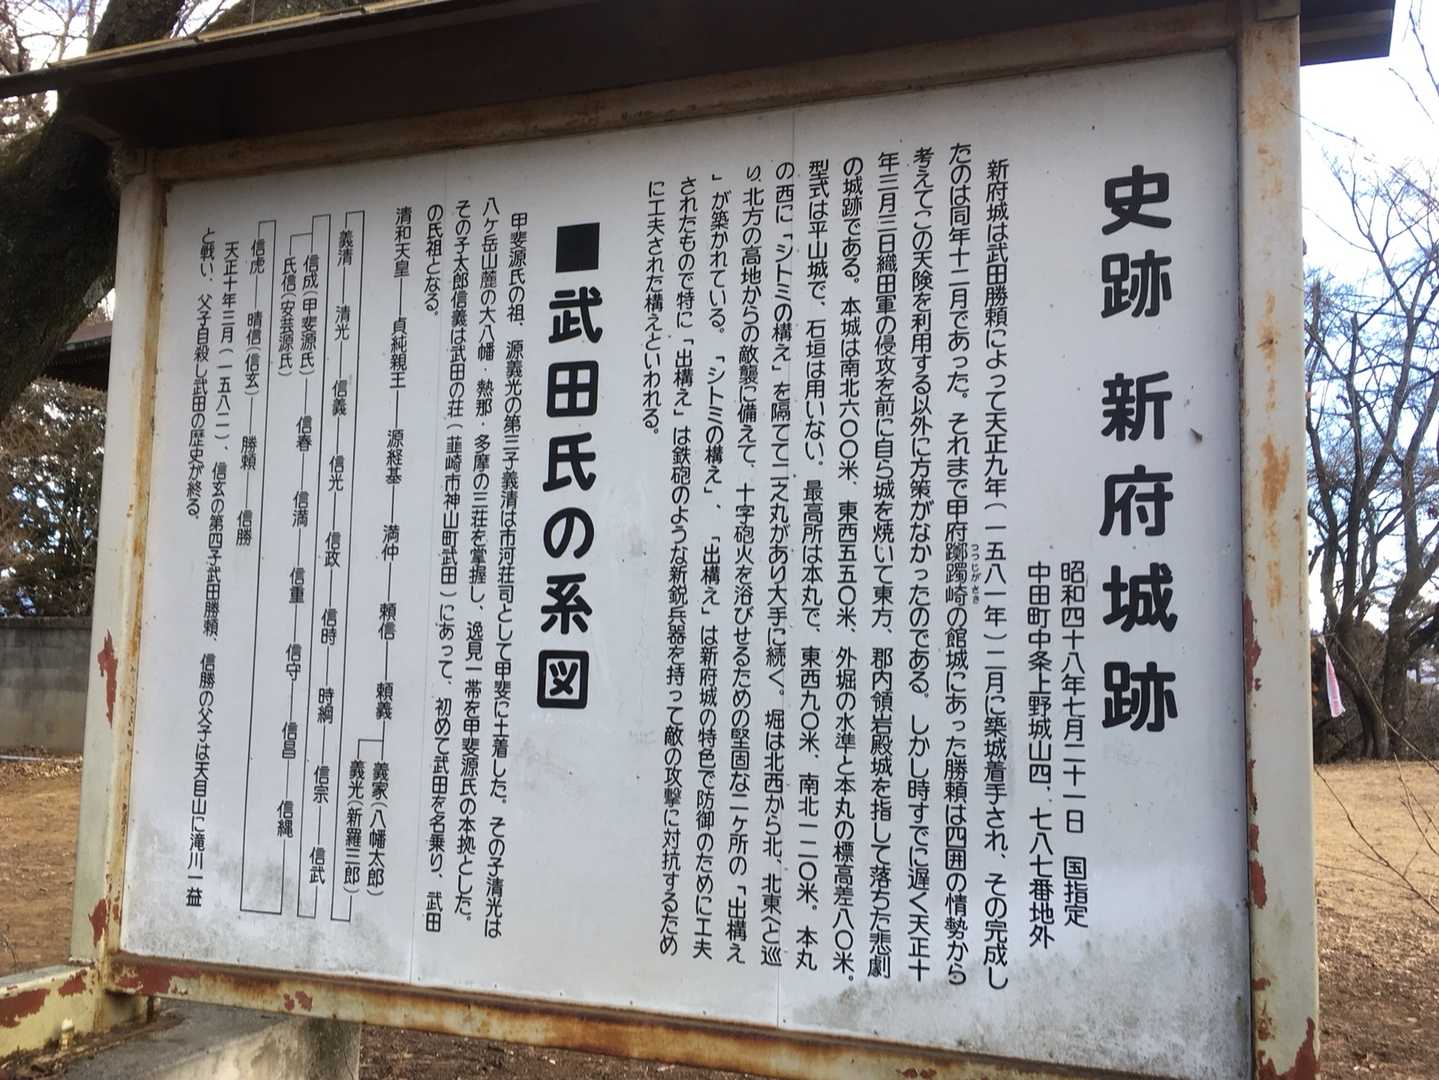 史跡 新府城跡
昭和四十八年七月二十一日 国指定
中田町中条上野城山四、七八七番地外
新府城は武田勝頼によって天正九年(一五八一年)二月に築城着手され、その完成し
たのは同年十二月であった。それまで甲府躑躅崎の館城にあった勝頼は四囲の情勢から
つつじがさき
考えてこの天険を利用する以外に方策がなかったのである。しかし時すでに遅く天正十
年三月三日織田軍の侵攻を前に自ら城を焼いて東方、郡内領岩殿城を指して落ちた悲劇
の城跡である。本城は南北六〇〇米、東西五五〇米、外堀の水準と本丸の標高差八〇米。
型式は平山城で、石垣は用いない。最高所は本丸で、東西九〇米、南北一二〇米。本丸
の西に「シトミの構え」を隔てて二之丸があり大手に続く。堀は北西から北、北東へと巡
り、北方の高地からの敵襲に備えて、十字砲火を浴びせるための堅固な二ヶ所の「出構え
」が築かれている。「シトミの構え」、「出構え」は新府城の特色で防御のために工夫
されたもので特に「出構え」は鉄砲のような新鋭兵器を持って敵の攻撃に対抗するため
に工夫された構えといわれる。
■武田氏の系図
甲斐源氏の祖、源義光の第三子義清は市河荘司として甲斐に土着した。その子清光は
八ケ岳山麓の大八幡・熱那・多摩の三荘を掌握し、逸見一帯を甲斐源氏の本拠とした。
その子太郎信義は武田の荘(韮崎市神山町武田)にあって、初めて武田を名乗り、武田
の氏祖となる。
清和天皇―貞純親王―源経基―満仲―頼信―頼義
義家(八幡太郎)
義光(新羅三郎)
義清―清光―信義―信光―信政―信時―時綱―信宗―信武
信成(甲斐源氏)―信春―信満―信重―信守―信昌―信縄
氏信(安芸源氏)
信虎―晴信(信玄)―勝頼―信勝
天正十年三月(一五八二)、信玄の第四子武田勝頼、信勝の父子は天目山に滝川一益
と戦い、父子自殺し武田の歴史が終る。